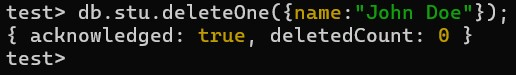 test> db.stu.deleteOne({name:"John Doe"});
{ acknowledged: true, deletedCount: 0 }
test>